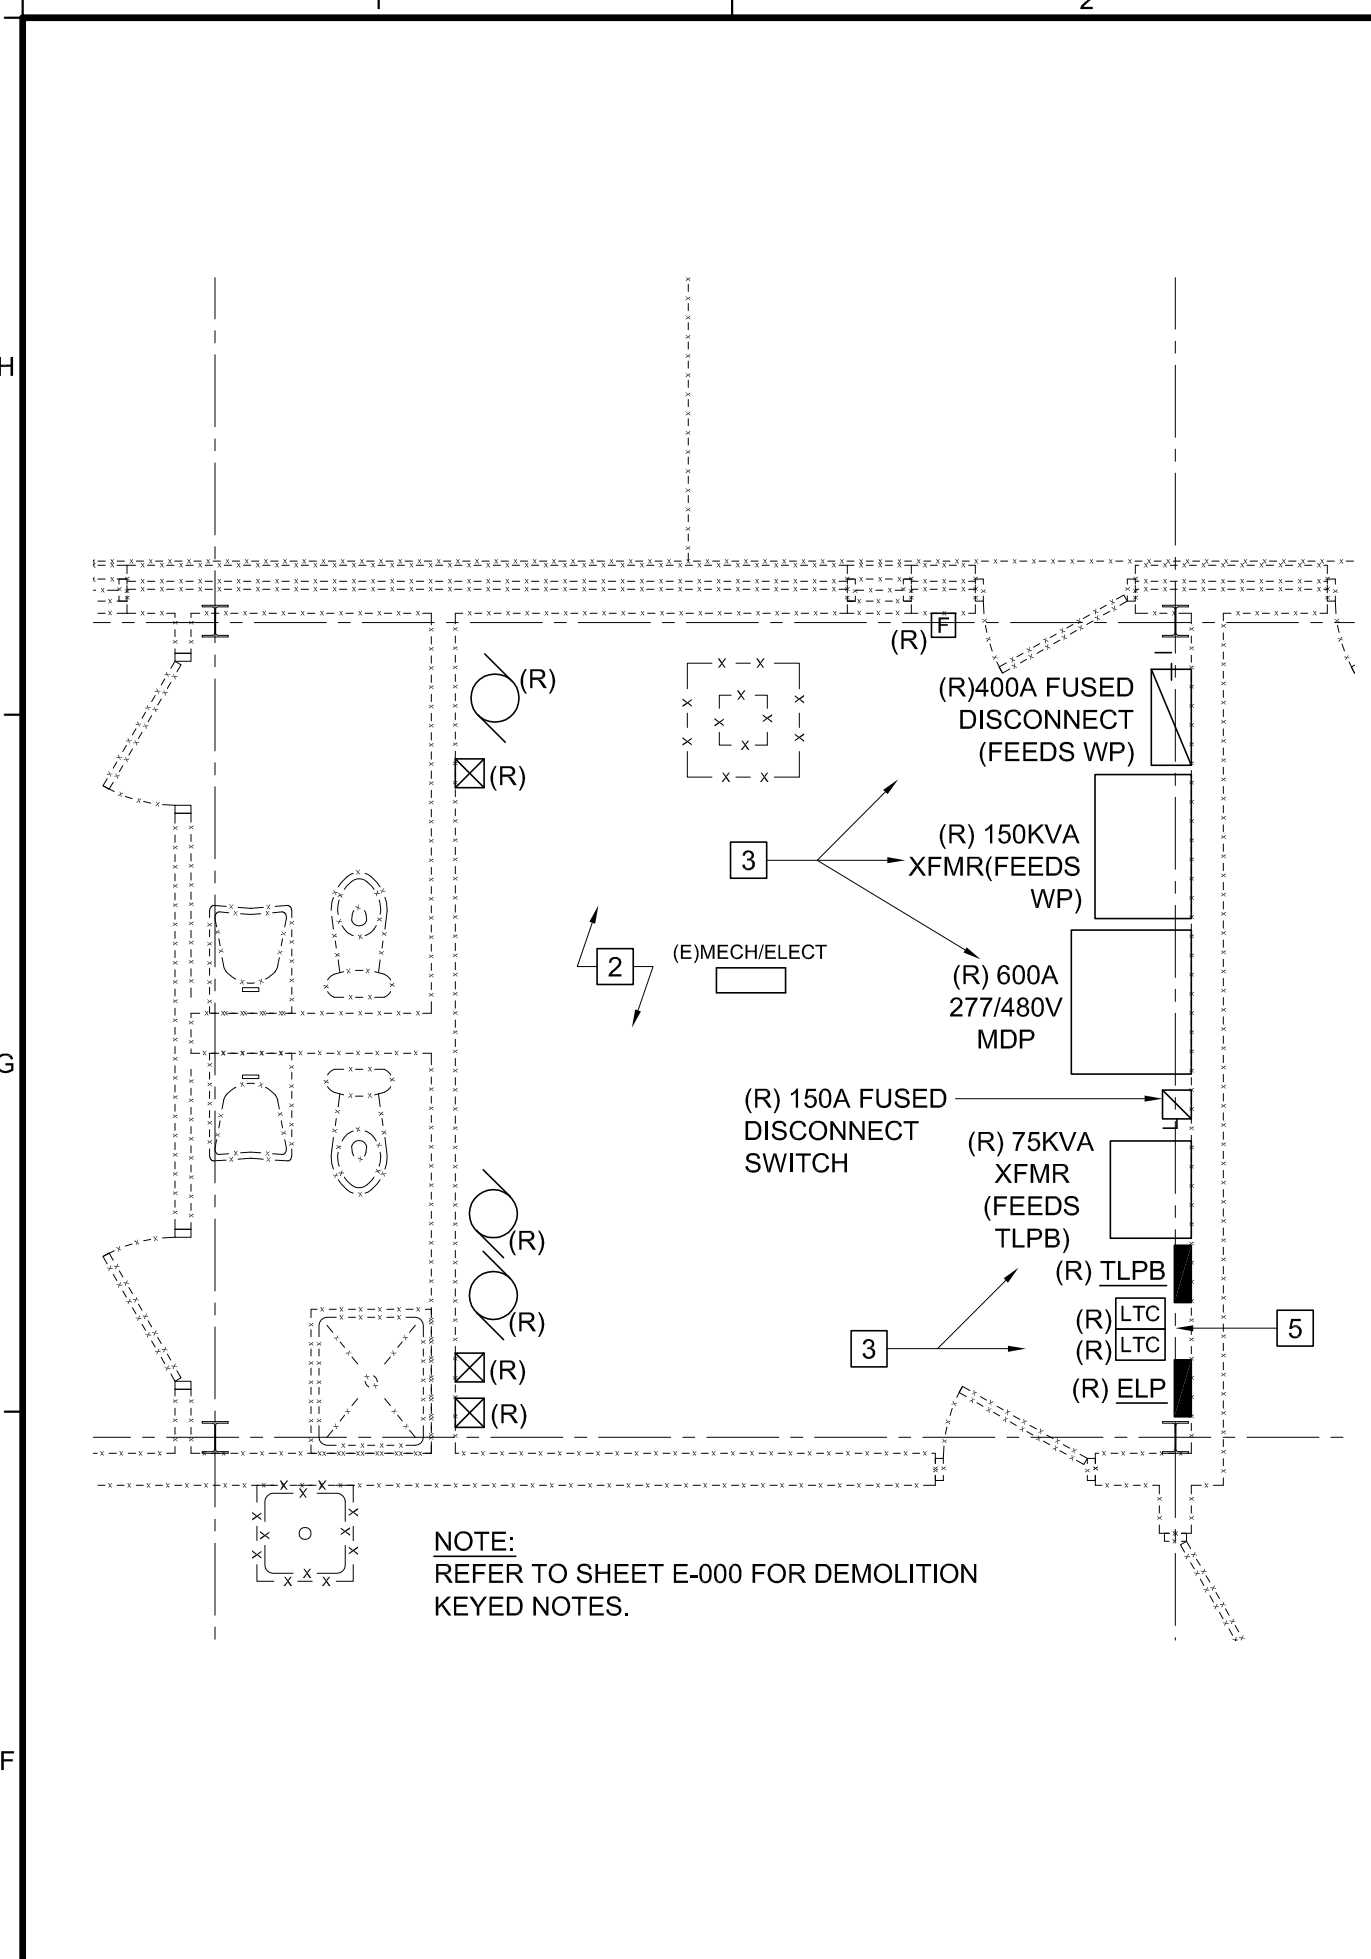 2
H
(R)
F
(R)
(R)400A FUSED
DISCONNECT
(FEEDS WP)
(R)
3
(R) 150KVA
XFMR(FEEDS
WP)
2
(E)MECH/ELECT
(R) 600A
277/480V
MDP
G
(R) 150A FUSED
DISCONNECT
SWITCH
(R) 75KVA
XFMR
(FEEDS
TLPB)
(R)
(R) TLPB
(R)
(R) LTC
5
(R) LTC
3
(R)
(R) ELP
(R)
NOTE:
REFER TO SHEET E-000 FOR DEMOLITION
KEYED NOTES.
F